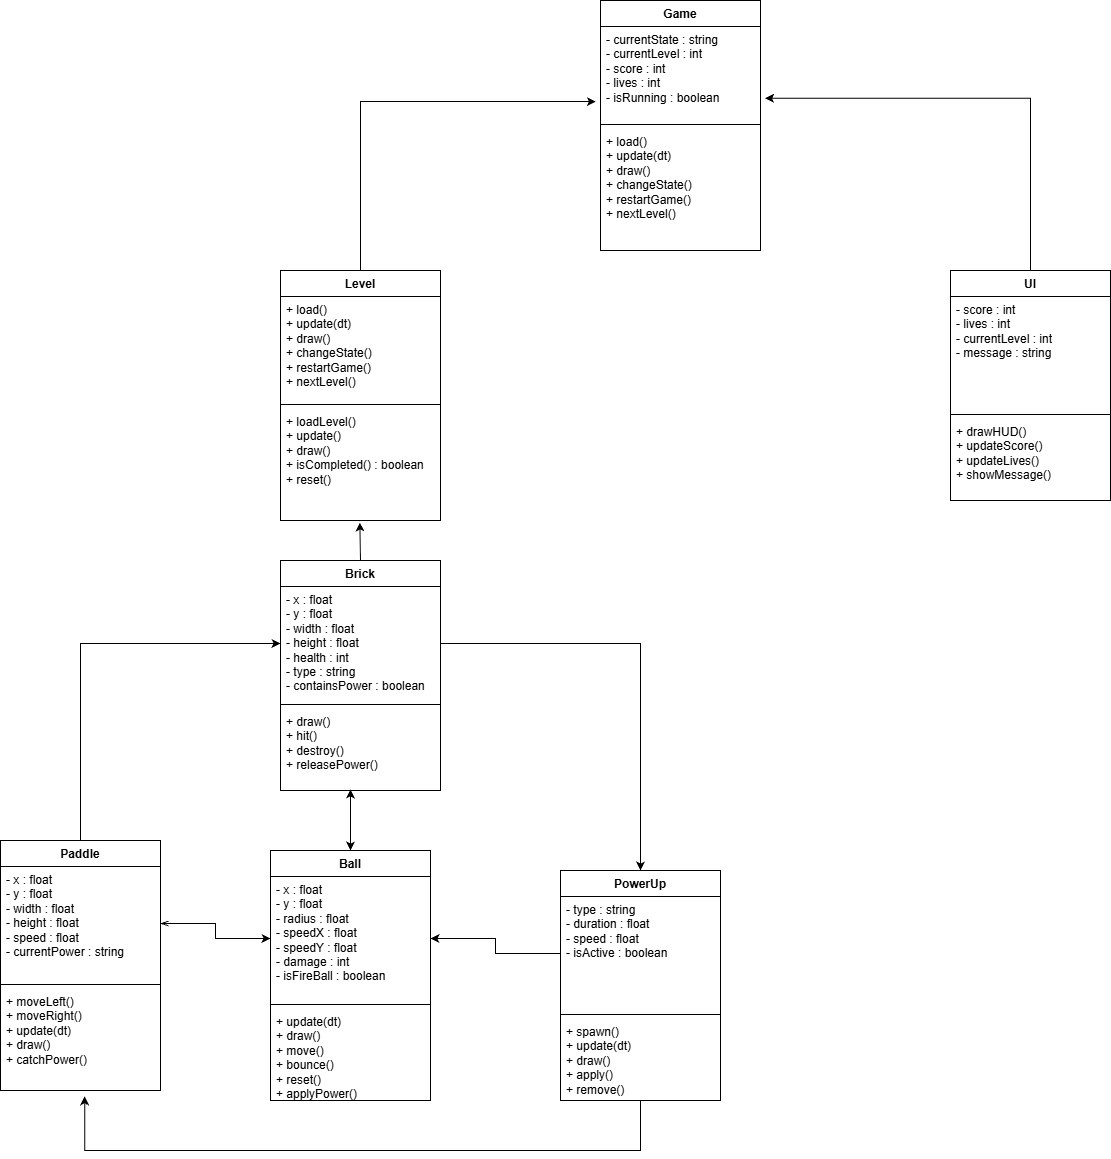 Game
- currentState : string
- currentLevel : int
- score : int
- lives : int
- isRunning : boolean
+ load()
+ update(dt)
+ draw()
+ changeState()
+ restartGame()
+ nextLevel()
Level
+ load()
+ update(dt)
+ draw()
+ changeState()
+ restartGame()
+ nextLevel()
+ loadLevel()
+ update()
+ draw()
+ isCompleted() : boolean
+ reset()
UI
- score : int
- lives : int
- currentLevel : int
- message : string
+ drawHUD()
+ updateScore()
+ updateLives()
+ showMessage()
Brick
- x : float
- y : float
- width : float
- height : float
- health : int
- type : string
- containsPower : boolean
+ draw()
+ hit()
+ destroy()
+ releasePower()
Paddle
- x : float
- y : float
- width : float
- height : float
- speed : float
- currentPower : string
+ moveLeft()
+ moveRight()
+ update(dt)
+ draw()
+ catchPower()
Ball
- x : float
- y : float
- radius : float
- speedX : float
- speedY : float
- damage : int
- isFireBall : boolean
+ update(dt)
+ draw()
+ move()
+ bounce()
+ reset()
+ applyPower()
PowerUp
- type : string
- duration : float
- speed : float
- isActive : boolean
+ spawn()
+ update(dt)
+ draw()
+ apply()
+ remove()